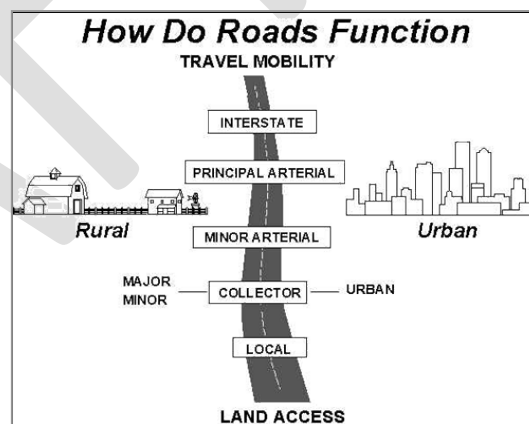 How Do Roads Function
TRAVEL MOBILITY
INTERSTATE
PRINCIPAL ARTERIAL
Rural
Urban
MINOR ARTERIAL
MAJOR
MINOR
COLLECTOR
URBAN
LOCAL
LAND ACCESS